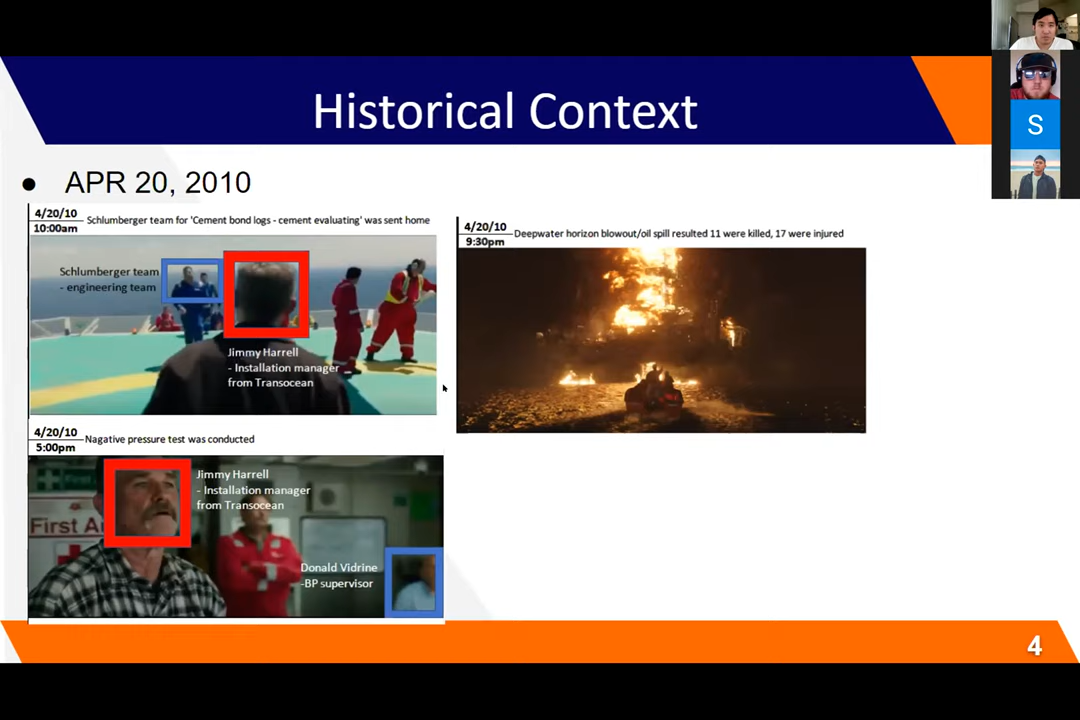 Historical Context
S
● APR 20, 2010
4/20/10
10:00am
Schlumberger team for 'Cement bond logs - cement evaluating' was sent home
Schlumberger team
- engineering team
Jimmy Harrell
- Installation manager
from Transocean
4/20/10
5:00pm
Nagative pressure test was conducted
Jimmy Harrell
- Installation manager
from Transocean
First
First
Donald Vidrine
-BP supervisor
4/20/10
9:30pm
Deepwater horizon blowout/oil spill resulted 11 were killed, 17 were injured
4